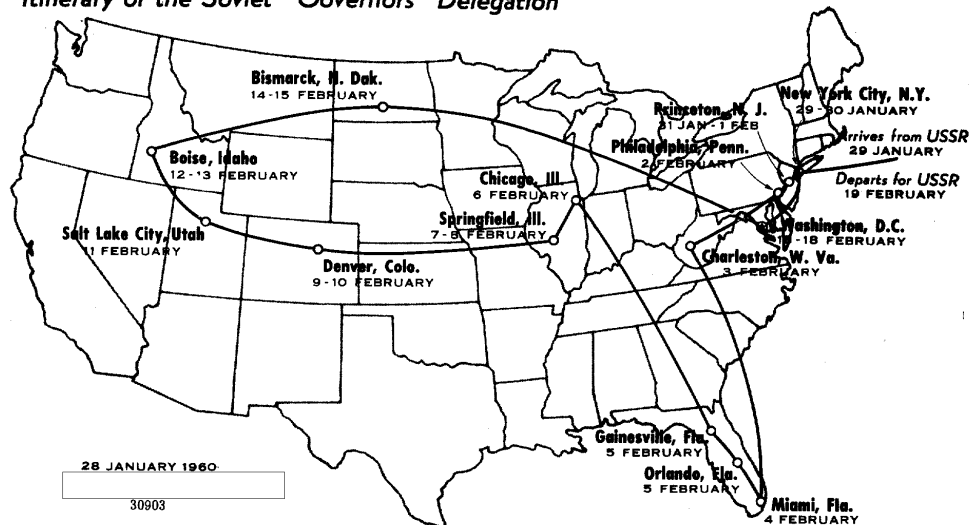 Itinerary of the Soviet "Governors" Delegation
Bismarck, N. Dak.
14-15 FEBRUARY
New York City, N.Y.
29-30 JANUARY
Princeton, N. J.
31 JAN - 1 FEB
Arrives from USSR
29 JANUARY
Philadelphia, Penn.
2 FEBRUARY
Boise, Idaho
12-13 FEBRUARY
Chicago, Ill.
6 FEBRUARY
Departs for USSR
19 FEBRUARY
Springfield, Ill.
7-8 FEBRUARY
Salt Lake City, Utah
11 FEBRUARY
Washington, D.C.
-18 FEBRUARY
Denver, Colo.
9-10 FEBRUARY
Charleston, W. Va.
3 FEBRUARY
Gainesville, Fla.
5 FEBRUARY
Orlando, Fla.
5 FEBRUARY
Miami, Fla.
4 FEBRUARY
28 JANUARY 1960
30903